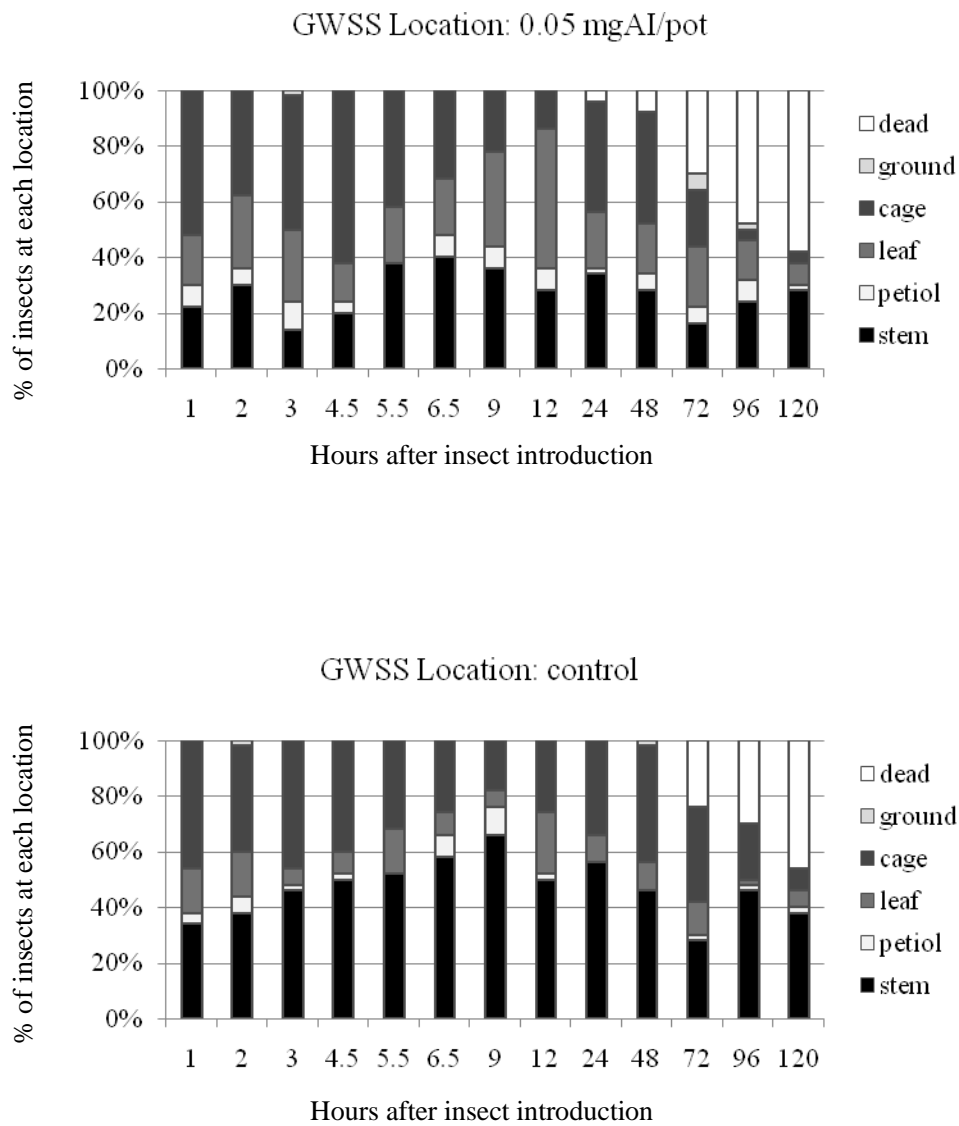 GWSS Location: 0.05 mgAI/pot
% of insects at each location
100%
80%
60%
40%
20%
0%
dead
ground
cage
leaf
petiol
stem
1 2 3 4.5 5.5 6.5 9 12 24 48 72 96 120
Hours after insect introduction
GWSS Location: control
% of insects at each location
100%
80%
60%
40%
20%
0%
dead
ground
cage
leaf
petiol
stem
1 2 3 4.5 5.5 6.5 9 12 24 48 72 96 120
Hours after insect introduction